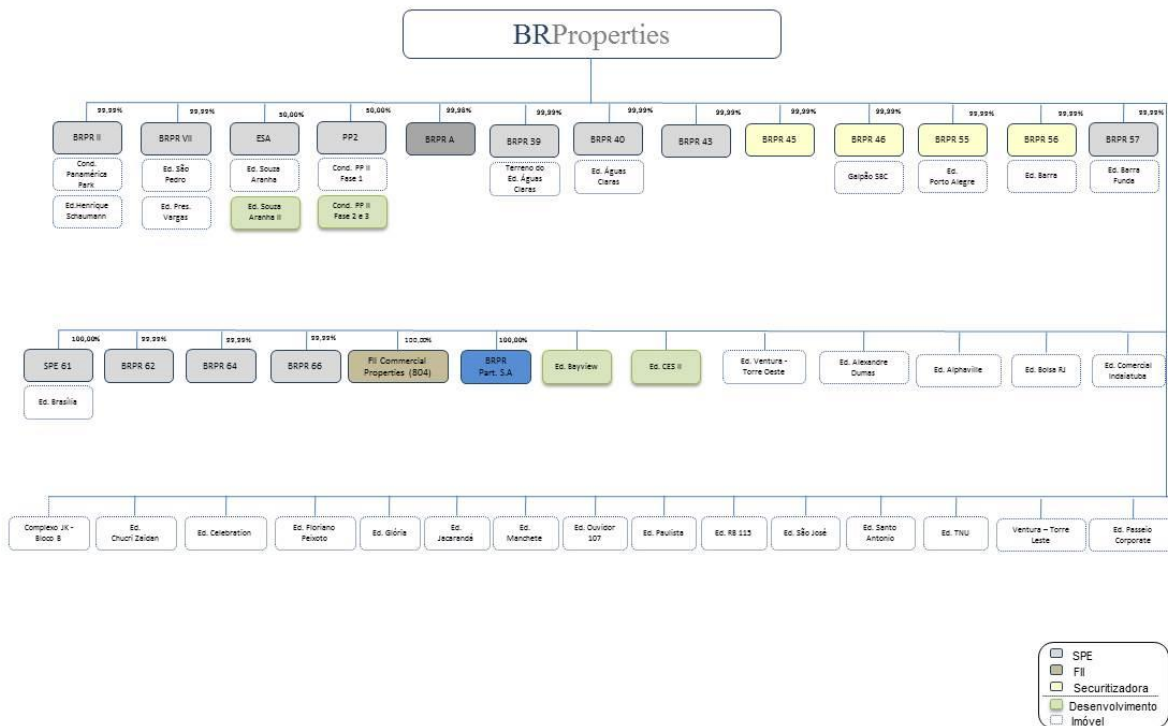 BRProperties
99,99%
99,99%
50,00%
50,00%
99,98%
99,99%
99,99%
99,99%
99,99%
99,99%
99,99%
99,99%
BRPR II
BRPR VII
ESA
PP2
BRPR A
BRPR 39
BRPR 40
BRPR 43
BRPR 45
BRPR 46
BRPR 55
BRPR 56
BRPR 57
Cond.
Panamérica
Park
Ed. São
Pedro
Ed. Souza
Aranha
Cond. PP II
Fase 1
Terreno do
Ed. Águas
Claras
Ed. Águas
Claras
Galpão SBC
Ed.
Porto Alegre
Ed. Barra
Ed. Barra
Funda
Ed.Henrique
Schaumann
Ed. Pres.
Vargas
Ed. Souza
Aranha II
Cond. PP II
Fase 2 e 3
100,00%
99,99%
99,99%
99,99%
100,00%
100,00%
SPE 61
BRPR 62
BRPR 64
BRPR 66
FII Commercial
Properties (804)
BRPR
Part. S.A
Ed. Bayview
Ed. CES II
Ed. Ventura -
Torre Oeste
Ed. Alexandre
Dumas
Ed. Alphaville
Ed. Bolsa RJ
Ed. Comercial
Indaiatuba
Ed. Brasília
Complexo JK -
Bloco B
Ed.
Chucri Zaidan
Ed. Celebration
Ed. Floriano
Peixoto
Ed. Glória
Ed.
Jacarandá
Ed.
Manchete
Ed. Ouvidor
107
Ed. Paulista
Ed. RB 115
Ed. São José
Ed. Santo
Antonio
Ed. TNU
Ventura – Torre
Leste
Ed. Passeio
Corporate
SPE
FII
Securitizadora
Desenvolvimento
Imóvel